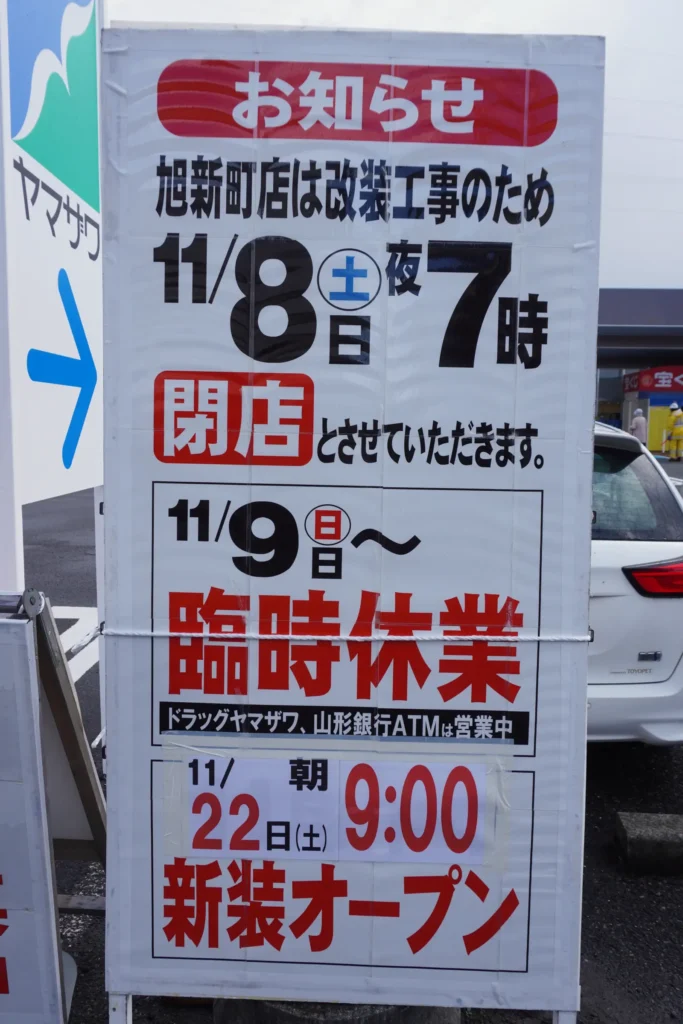 ヤマザワ
お知らせ
旭新町店は改装工事のため
11/8日土夜7時
閉店とさせていただきます。
11/9日日〜
臨時休業
ドラッグヤマザワ、山形銀行ATMは営業中
11/22日(土)朝9:00
新装オープン
宝く